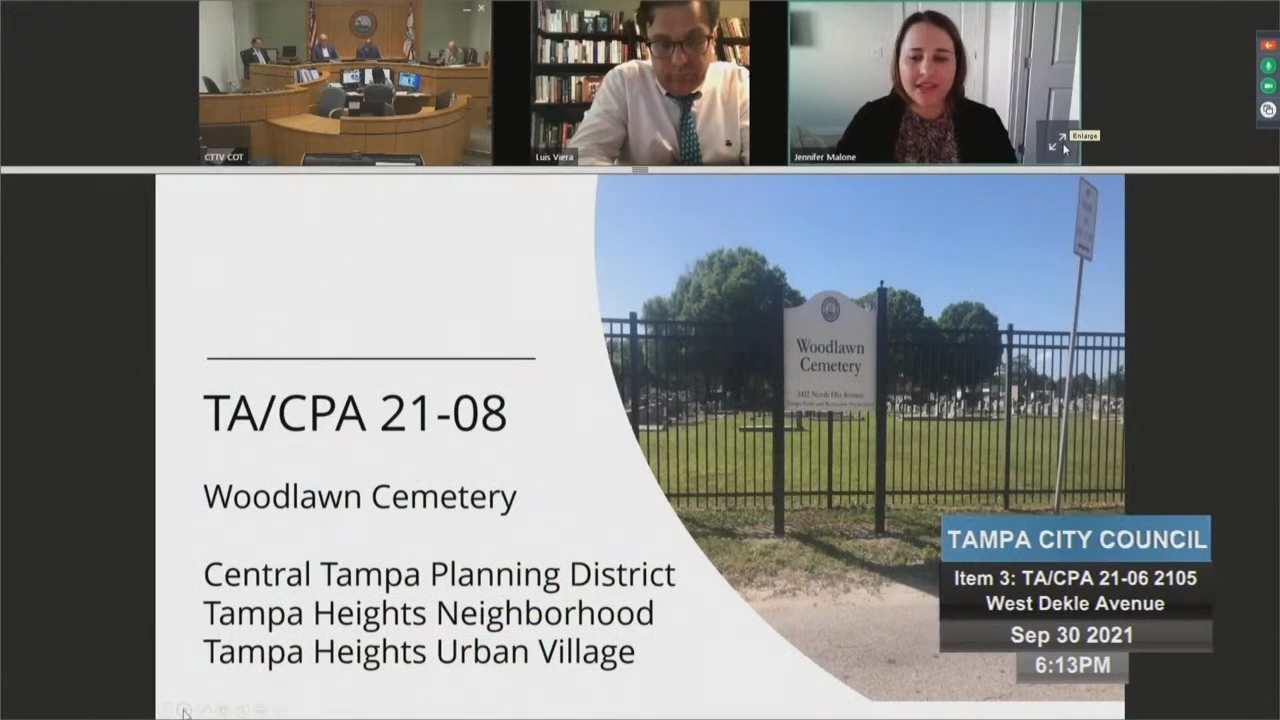 CTTV COT
Luis Viera
Jennifer Malone
Enlarge
TA/CPA 21-08
Woodlawn Cemetery
Central Tampa Planning District
Tampa Heights Neighborhood
Tampa Heights Urban Village
Woodlawn
Cemetery
TAMPA CITY COUNCIL
Item 3: TA/CPA 21-06 2105
West Dekle Avenue
Sep 30 2021
6:13PM